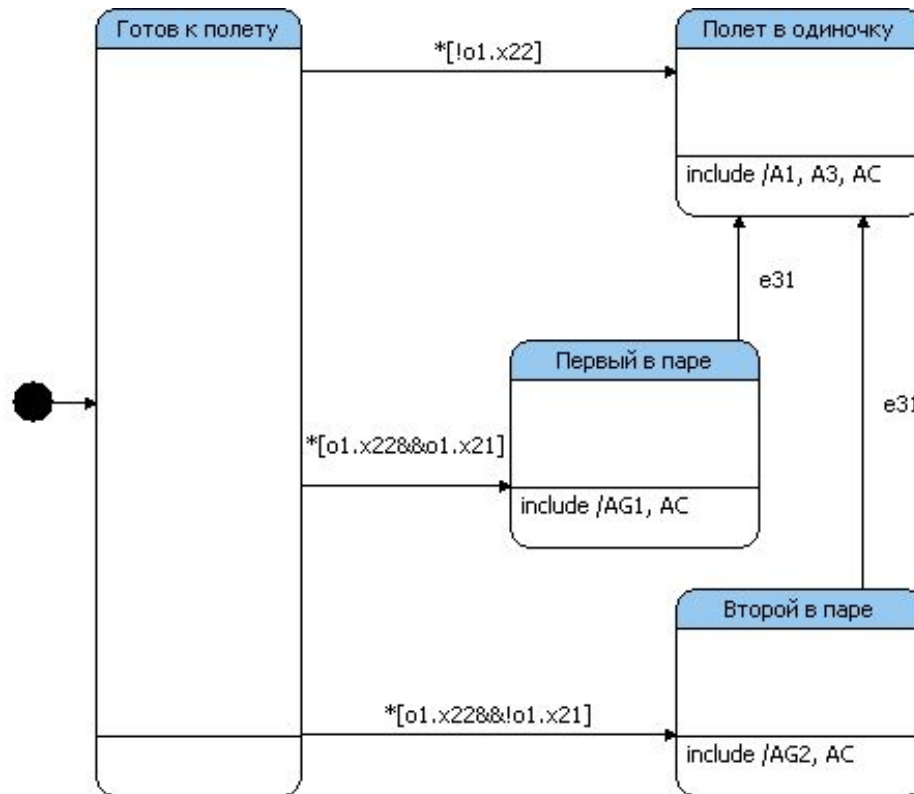 Готов к полету
Полет в одиночку
*[!o1.x22]
include /A1, A3, AC
e31
Первый в паре
e31
*[o1.x22&&o1.x21]
include /AG1, AC
Второй в паре
*[o1.x22&&!o1.x21]
include /AG2, AC